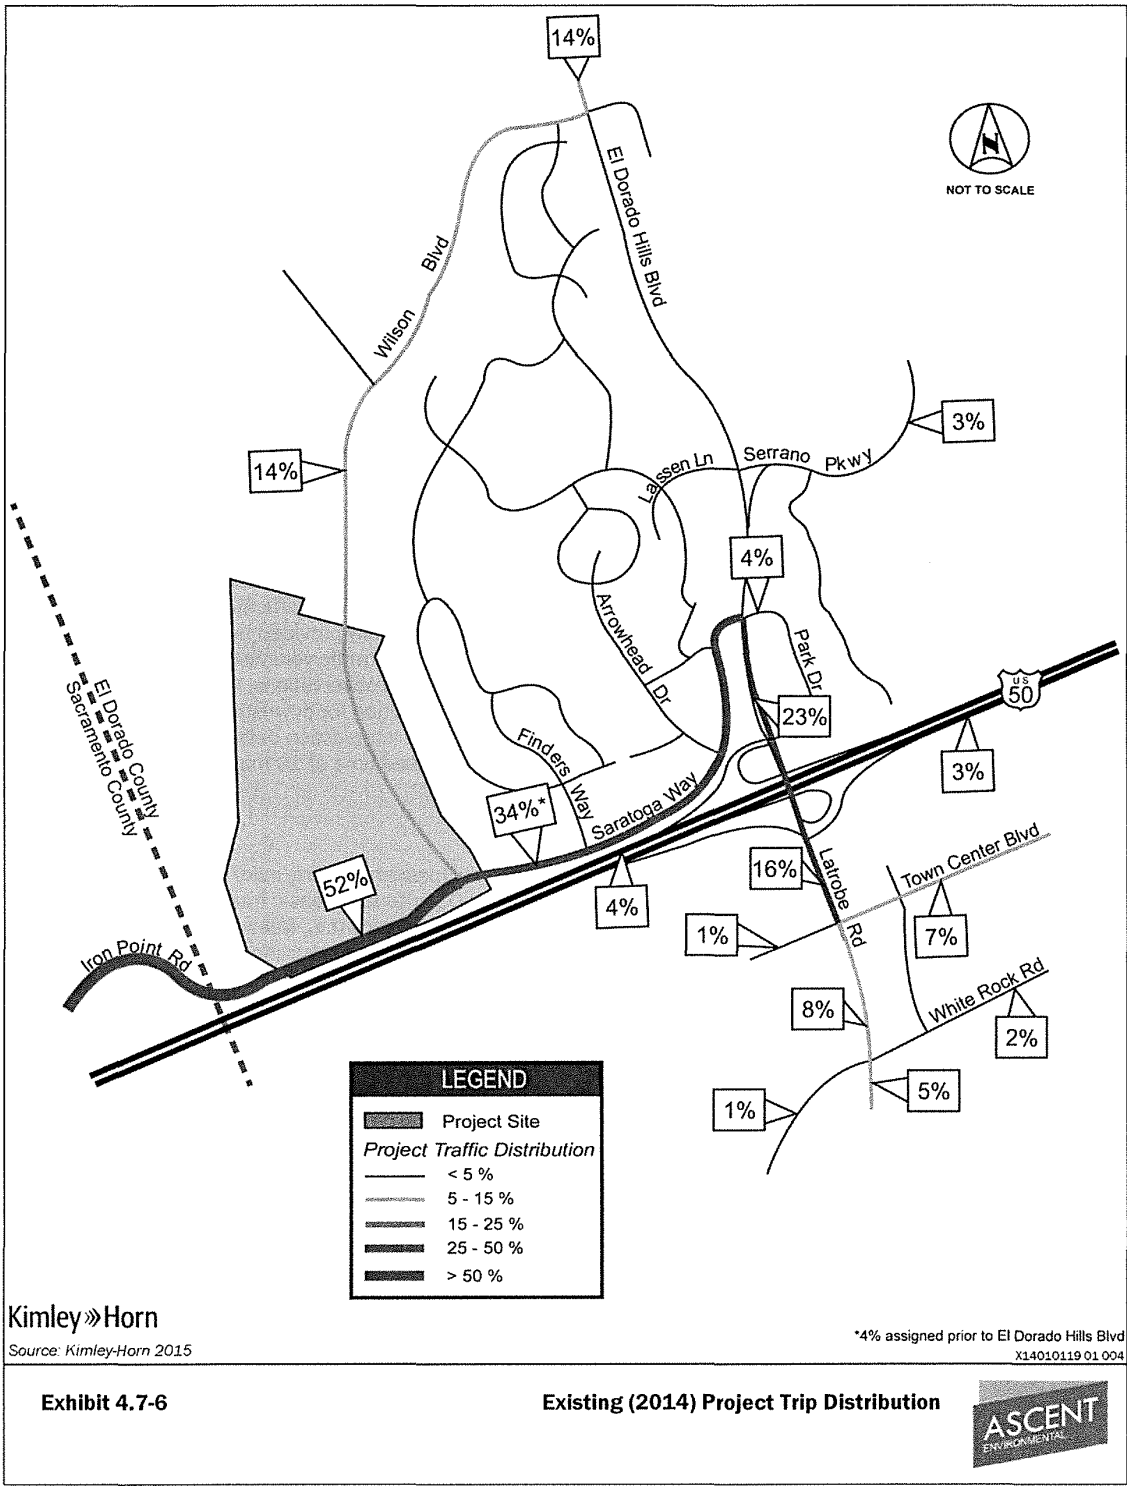 14%
NOT TO SCALE
El Dorado Hills Blvd
Wilson Blvd
3%
14%
Lassen Ln
Serrano Pkwy
4%
Arrowhead Dr
Park Dr
US
50
El Dorado County
Sacramento County
23%
3%
Finders Way
34%*
Saratoga Way
Town Center Blvd
52%
4%
16%
Latrobe Rd
1%
7%
Iron Point Rd
White Rock Rd
8%
2%
5%
1%
LEGEND
Project Site
Project Traffic Distribution
< 5 %
5 - 15 %
15 - 25 %
25 - 50 %
> 50 %
Kimley»Horn
Source: Kimley-Horn 2015
*4% assigned prior to El Dorado Hills Blvd
X14010119 01 004
Exhibit 4.7-6
Existing (2014) Project Trip Distribution
ASCENT
ENVIRONMENTAL